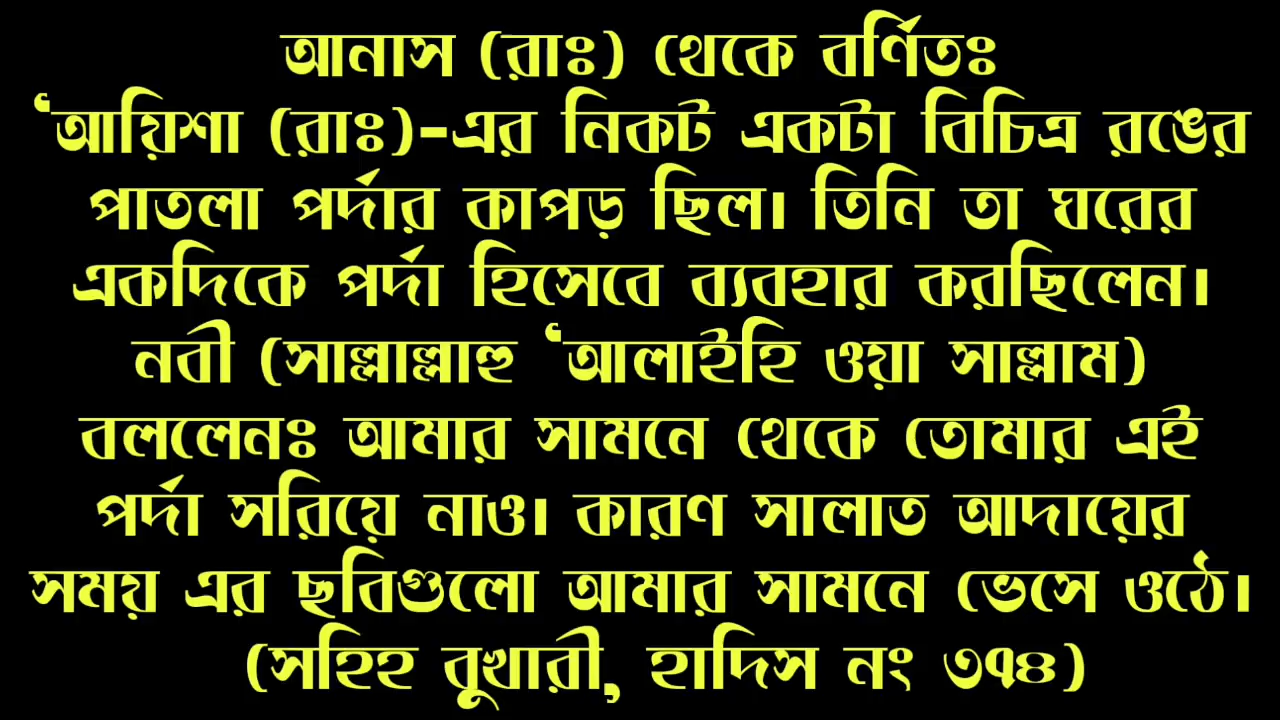 আনাস (রাঃ) থেকে বর্ণিতঃ
‘আয়িশা (রাঃ)-এর নিকট একটা বিচিত্র রঙের
পাতলা পর্দার কাপড় ছিল। তিনি তা ঘরের
একদিকে পর্দা হিসেবে ব্যবহার করছিলেন।
নবী (সাল্লাল্লাহু ‘আলাইহি ওয়া সাল্লাম)
বললেনঃ আমার সামনে থেকে তোমার এই
পর্দা সরিয়ে নাও। কারণ সালাত আদায়ের
সময় এর ছবিগুলো আমার সামনে ভেসে ওঠে।
(সহিহ বুখারী, হাদিস নং ৩৭৪)